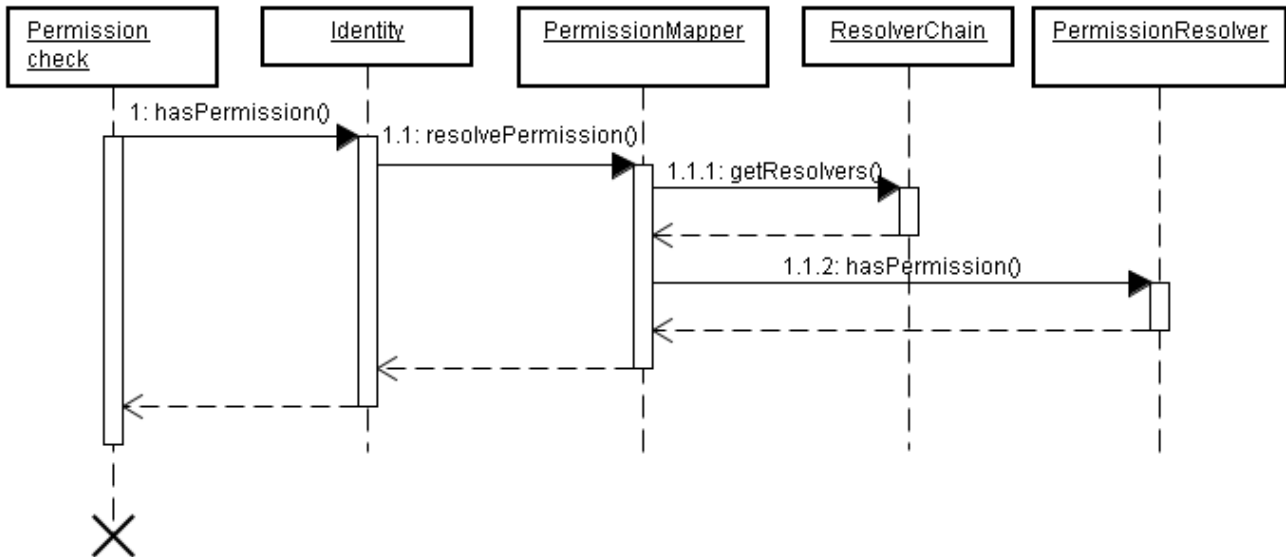 Permission
check
Identity
PermissionMapper
ResolverChain
PermissionResolver
1: hasPermission()
1.1: resolvePermission()
1.1.1: getResolvers()
1.1.2: hasPermission()